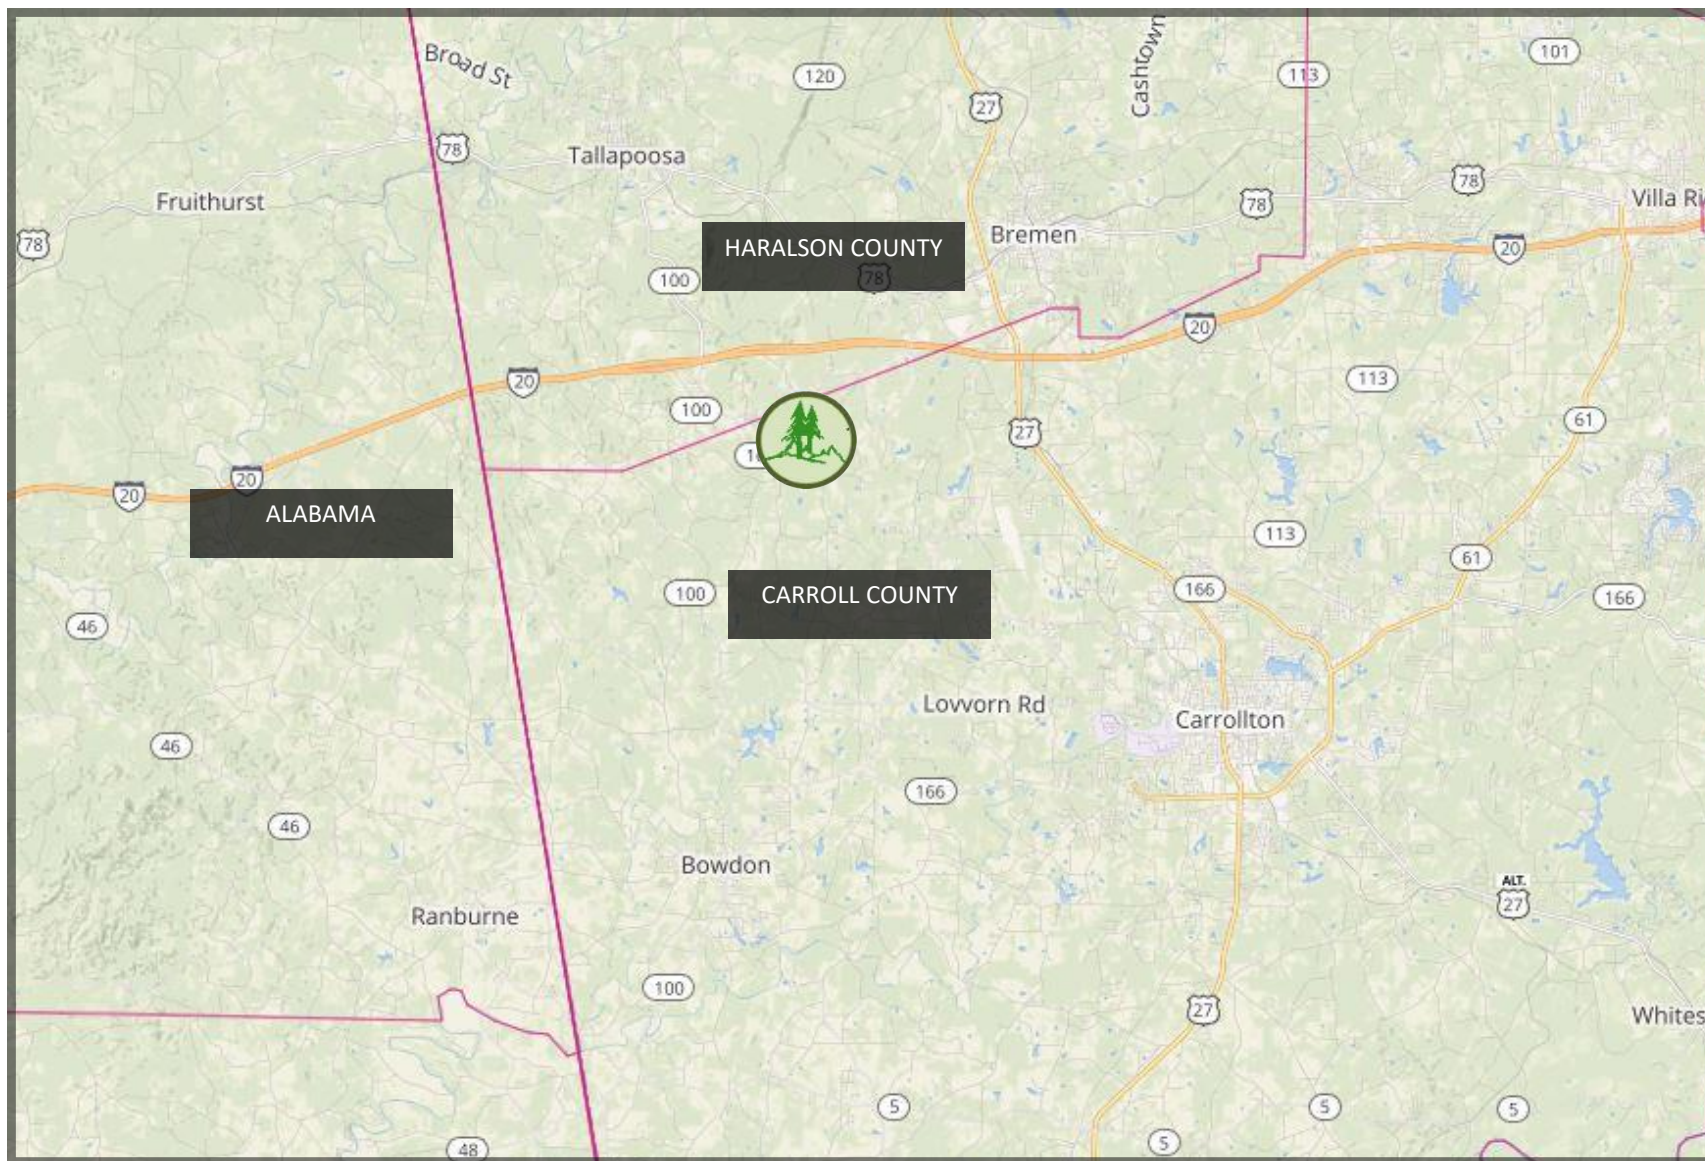 Broad St
Cashtown
101
120
113
27
78
Tallapoosa
78
Fruithurst
78
Villa Ri
78
HARALSON COUNTY
Bremen
20
100
78
20
113
20
100
61
27
20
20
ALABAMA
113
61
100
CARROLL COUNTY
166
166
46
Lovvorn Rd
Carrollton
46
166
46
Bowdon
ALT.
27
Ranburne
100
27
Whites
5
5
5
5
48